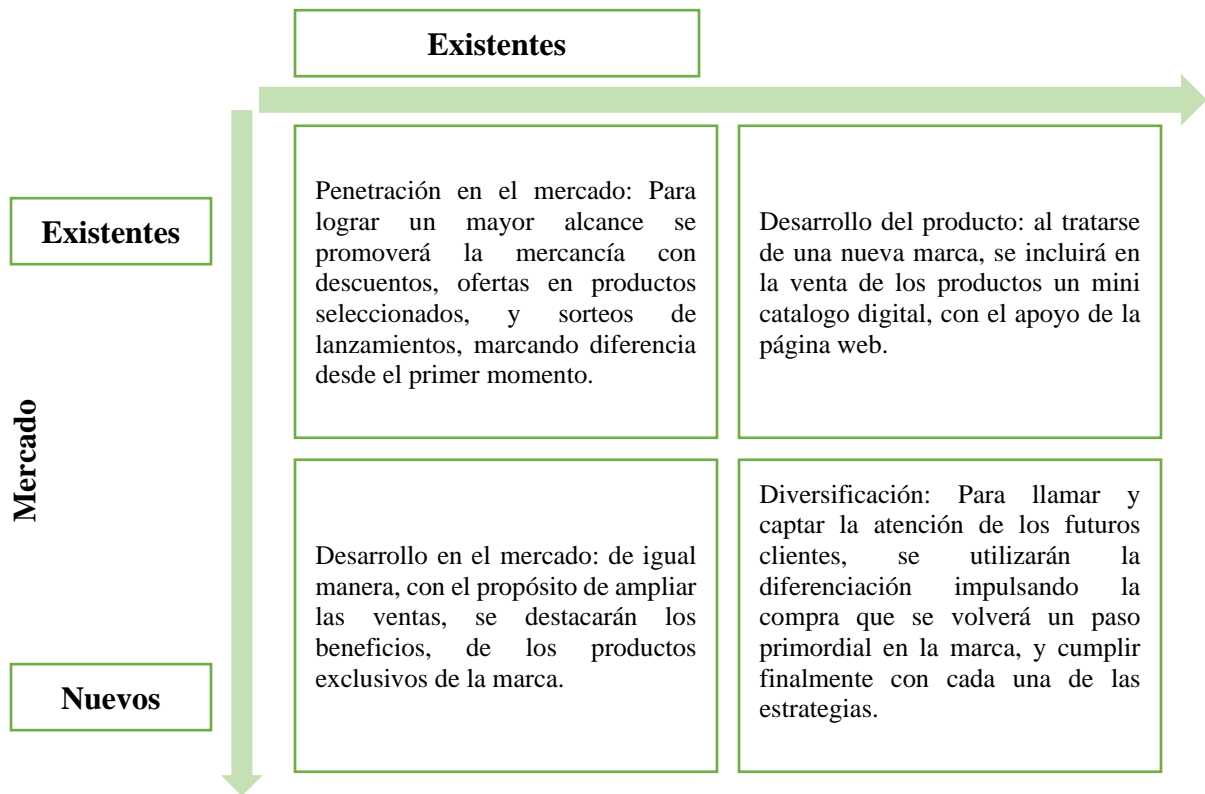 Existentes
Existentes
Penetración en el mercado: Para
lograr un mayor alcance se
promoverá la mercancía con
descuentos, ofertas en productos
seleccionados, y sorteos de
lanzamientos, marcando diferencia
desde el primer momento.
Desarrollo del producto: al tratarse
de una nueva marca, se incluirá en
la venta de los productos un mini
catalogo digital, con el apoyo de la
página web.
Mercado
Nuevos
Desarrollo en el mercado: de igual
manera, con el propósito de ampliar
las ventas, se destacarán los
beneficios, de los productos
exclusivos de la marca.
Diversificación: Para llamar y
captar la atención de los futuros
clientes, se utilizarán la
diferenciación impulsando la
compra que se volverá un paso
primordial en la marca, y cumplir
finalmente con cada una de las
estrategias.